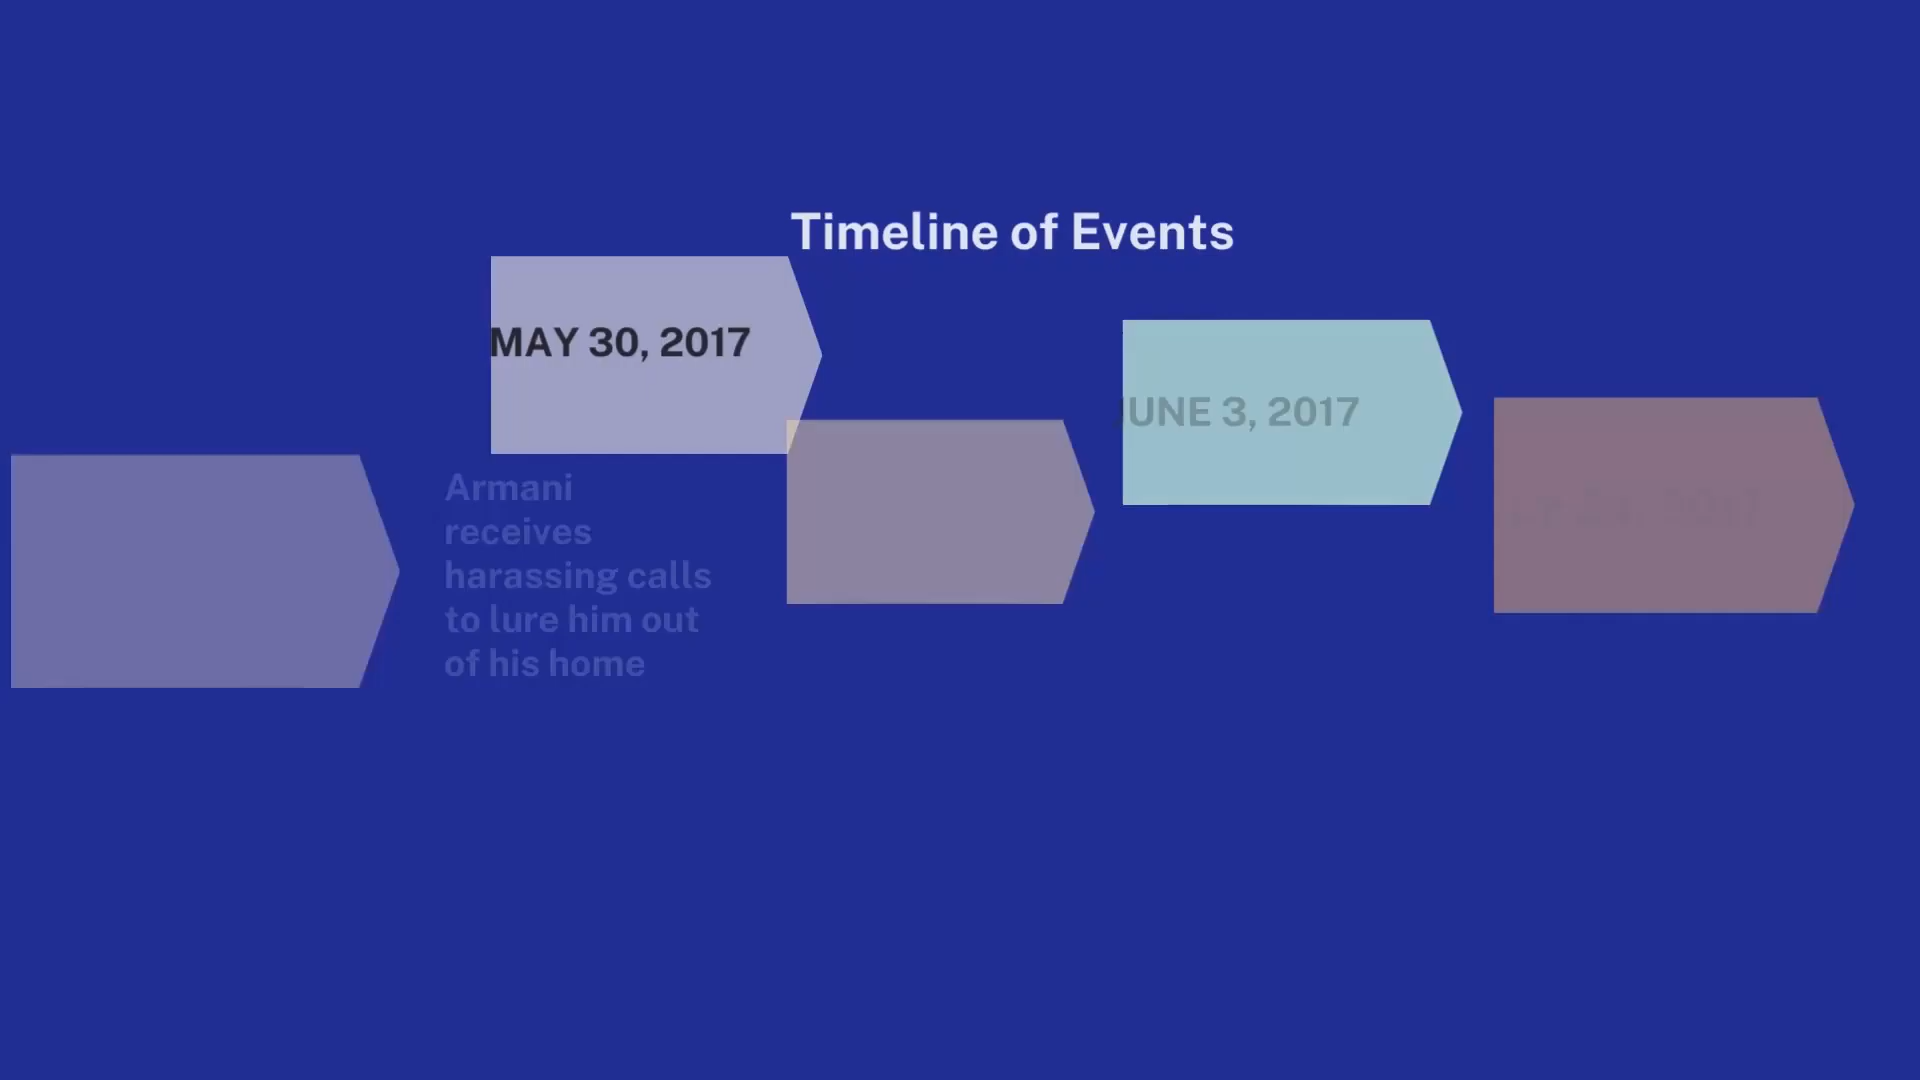 Timeline of Events
MAY 30, 2017
JUNE 3, 2017
Armani
receives
harassing calls
to lure him out
of his home